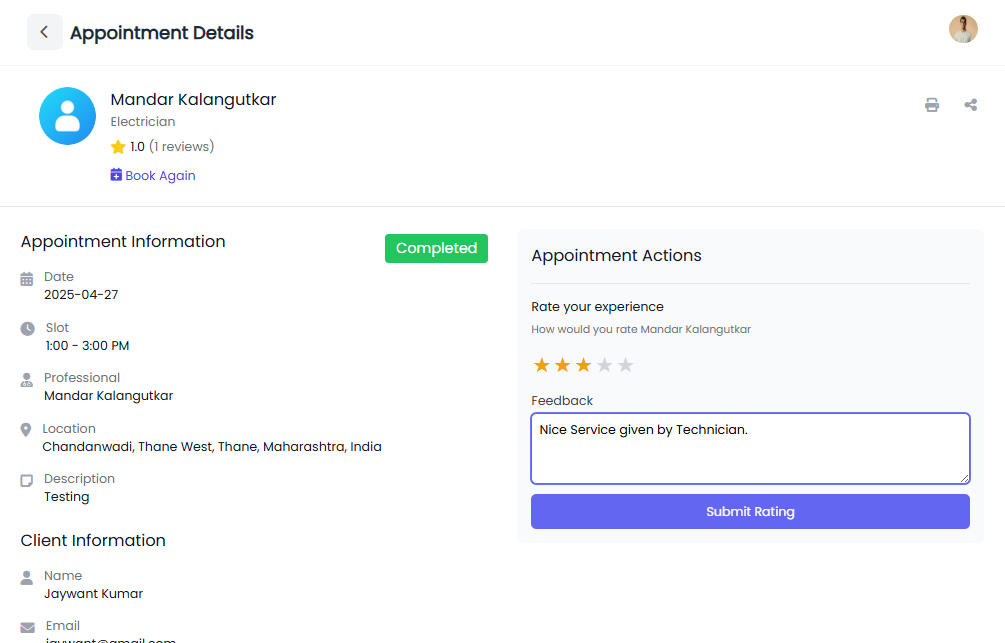 Appointment Details
Mandar Kalangutkar
Electrician
1.0 (1 reviews)
Book Again
Appointment Information
Completed
Date
2025-04-27
Slot
1:00 - 3:00 PM
Professional
Mandar Kalangutkar
Location
Chandanwadi, Thane West, Thane, Maharashtra, India
Description
Testing
Client Information
Name
Jaywant Kumar
Email
jaywant@gmail.com
Appointment Actions
Rate your experience
How would you rate Mandar Kalangutkar
Feedback
Nice Service given by Technician.
Submit Rating